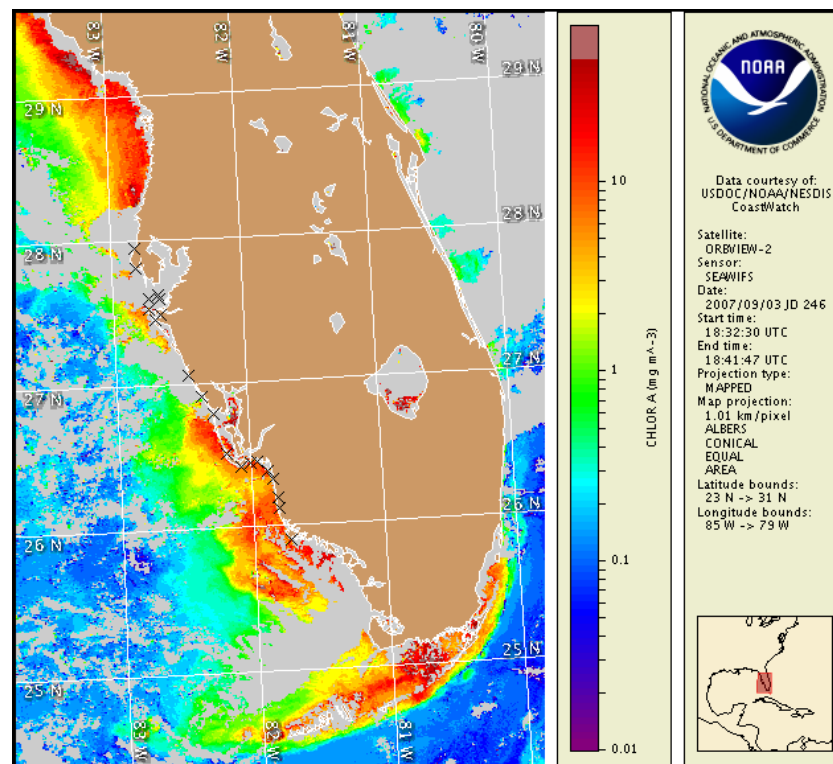 83 W
82 W
81 W
80 W
29 N
29 N
28 N
28 N
27 N
27 N
26 N
26 N
25 N
25 N
83 W
82 W
81 W
10
1
0.1
0.01
CHLOR A (mg m^-3)
NATIONAL OCEANIC AND ATMOSPHERIC ADMINISTRATION
NOAA
U.S. DEPARTMENT OF COMMERCE
Data courtesy of:
USDOC/NOAA/NESDIS
CoastWatch
Satellite:
ORBVIEW-2
Sensor:
SEAWIFS
Date:
2007/09/03 JD 246
Start time:
18:32:30 UTC
End time:
18:41:47 UTC
Projection type:
MAPPED
Map projection:
1.01 km/pixel
ALBERS
CONICAL
EQUAL
AREA
Latitude bounds:
23 N -> 31 N
Longitude bounds:
85 W -> 79 W